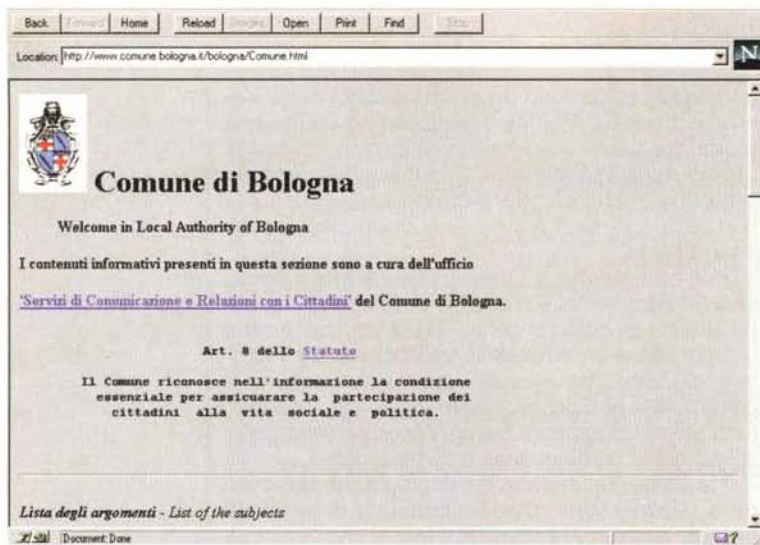 Back Forward Home Reload Images Open Print Find Stop
Location: http://www.comune.bologna.it/bologna/Comune.html
N
Comune di Bologna
Welcome in Local Authority of Bologna
I contenuti informativi presenti in questa sezione sono a cura dell'ufficio
'Servizi di Comunicazione e Relazioni con i Cittadini' del Comune di Bologna.
Art. 8 dello Statuto
Il Comune riconosce nell'informazione la condizione
essenziale per assicuarare la partecipazione dei
cittadini alla vita sociale e politica.
Lista degli argomenti - List of the subjects
Document: Done
?